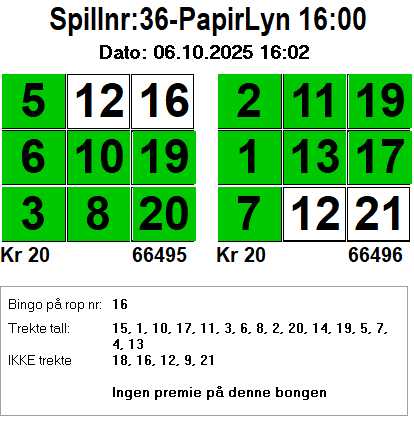 Spillnr:36-PapirLyn 16:00
Dato: 06.10.2025 16:02
5 12 16 2 11 19
6 10 19 1 13 17
3 8 20 7 12 21
Kr 20 66495 Kr 20 66496
Bingo på rop nr: 16
Trekte tall: 15, 1, 10, 17, 11, 3, 6, 8, 2, 20, 14, 19, 5, 7,
4, 13
IKKE trekte 18, 16, 12, 9, 21
Ingen premie på denne bongen